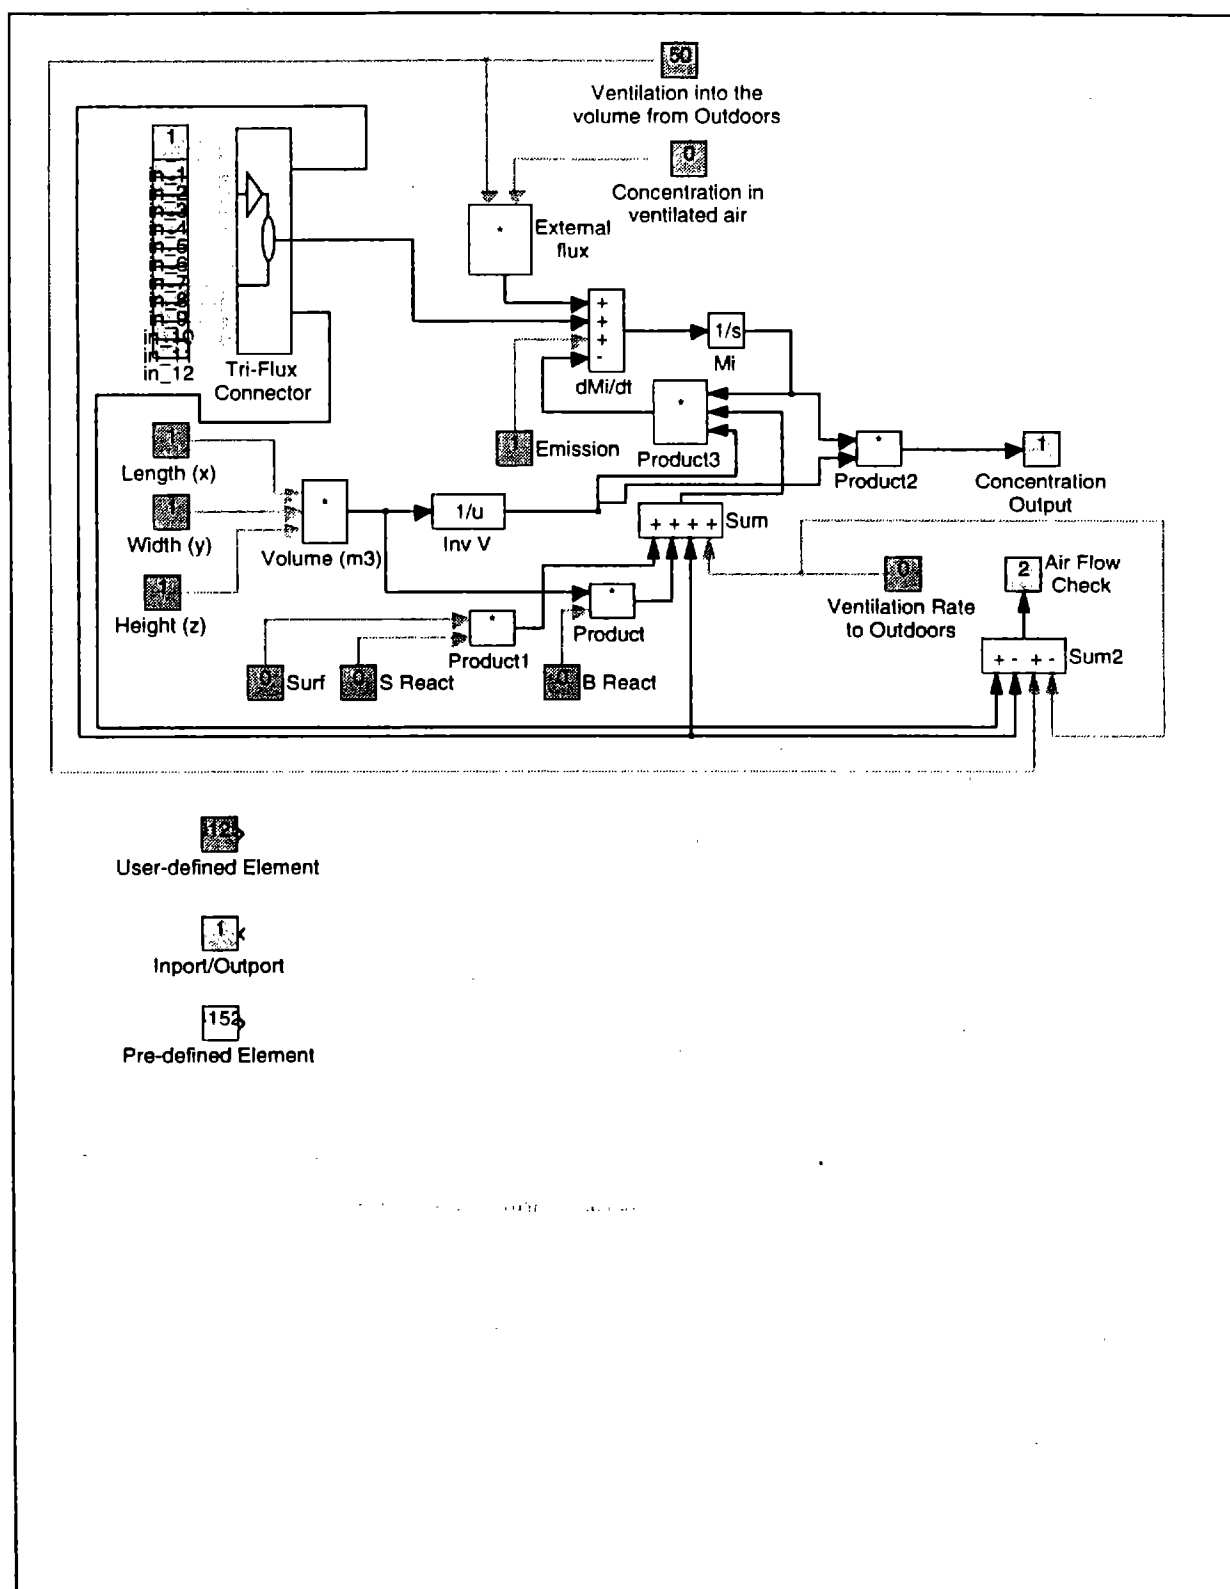 50
Ventilation into the
volume from Outdoors
0
Concentration in
ventilated air
1
in_12
Tri-Flux
Connector
*
External
flux
+
+
+
-
dMi/dt
1/s
Mi
*
Product3
1
Emission
*
Product2
1
Concentration
Output
1
Length (x)
1
Width (y)
1
Height (z)
*
Volume (m3)
1/u
Inv V
+ + + +
Sum
*
Product
*
Product1
0
Surf
0
S React
0
B React
0
Ventilation Rate
to Outdoors
2
Air Flow
Check
+ - + -
Sum2
12
User-defined Element
1
Inport/Outport
152
Pre-defined Element